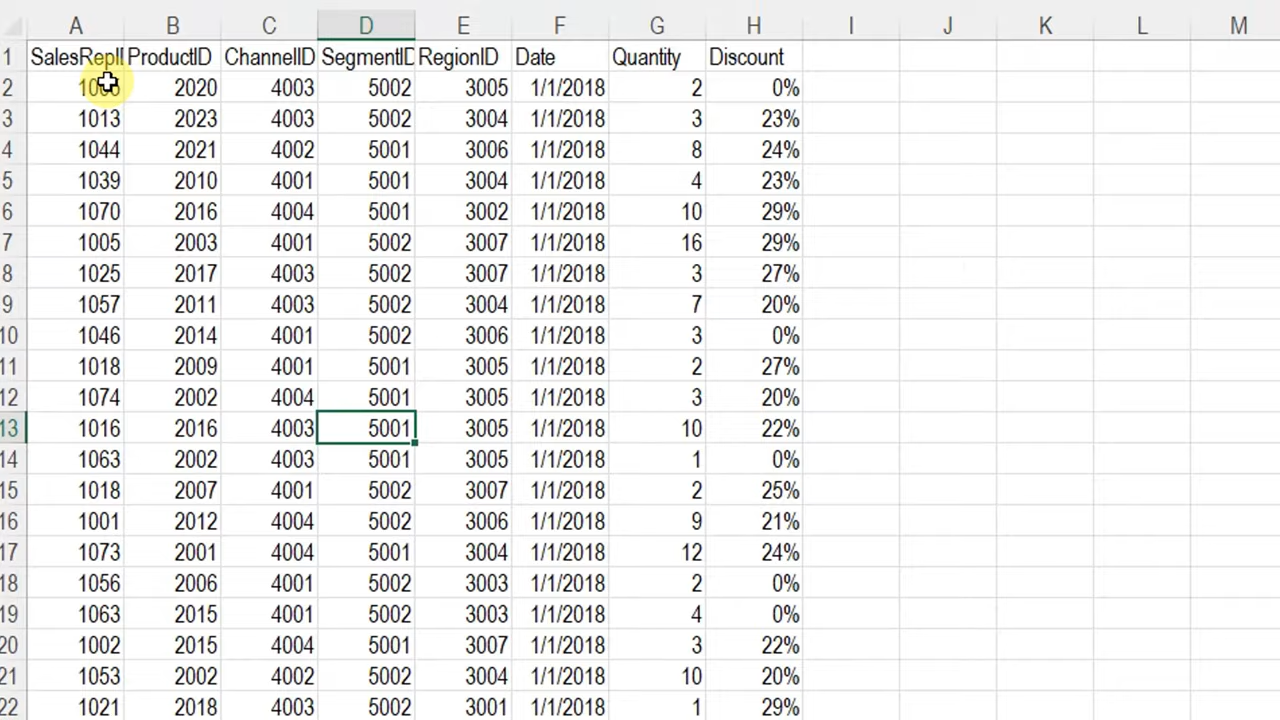 A B C D E F G H I J K L M
1 SalesRepI ProductID ChannelID SegmentID RegionID Date Quantity Discount
2 2020 4003 5002 3005 1/1/2018 2 0%
3 1013 2023 4003 5002 3004 1/1/2018 3 23%
4 1044 2021 4002 5001 3006 1/1/2018 8 24%
5 1039 2010 4001 5001 3004 1/1/2018 4 23%
6 1070 2016 4004 5001 3002 1/1/2018 10 29%
7 1005 2003 4001 5002 3007 1/1/2018 16 29%
8 1025 2017 4003 5002 3007 1/1/2018 3 27%
9 1057 2011 4003 5002 3004 1/1/2018 7 20%
10 1046 2014 4001 5002 3006 1/1/2018 3 0%
11 1018 2009 4001 5001 3005 1/1/2018 2 27%
12 1074 2002 4004 5001 3005 1/1/2018 3 20%
13 1016 2016 4003 5001 3005 1/1/2018 10 22%
14 1063 2002 4003 5001 3005 1/1/2018 1 0%
15 1018 2007 4001 5002 3007 1/1/2018 2 25%
16 1001 2012 4004 5002 3006 1/1/2018 9 21%
17 1073 2001 4004 5001 3004 1/1/2018 12 24%
18 1056 2006 4001 5002 3003 1/1/2018 2 0%
19 1063 2015 4001 5002 3003 1/1/2018 4 0%
20 1002 2015 4004 5001 3007 1/1/2018 3 22%
21 1053 2002 4002 5002 3004 1/1/2018 10 20%
22 1021 2018 4003 5002 3001 1/1/2018 1 29%